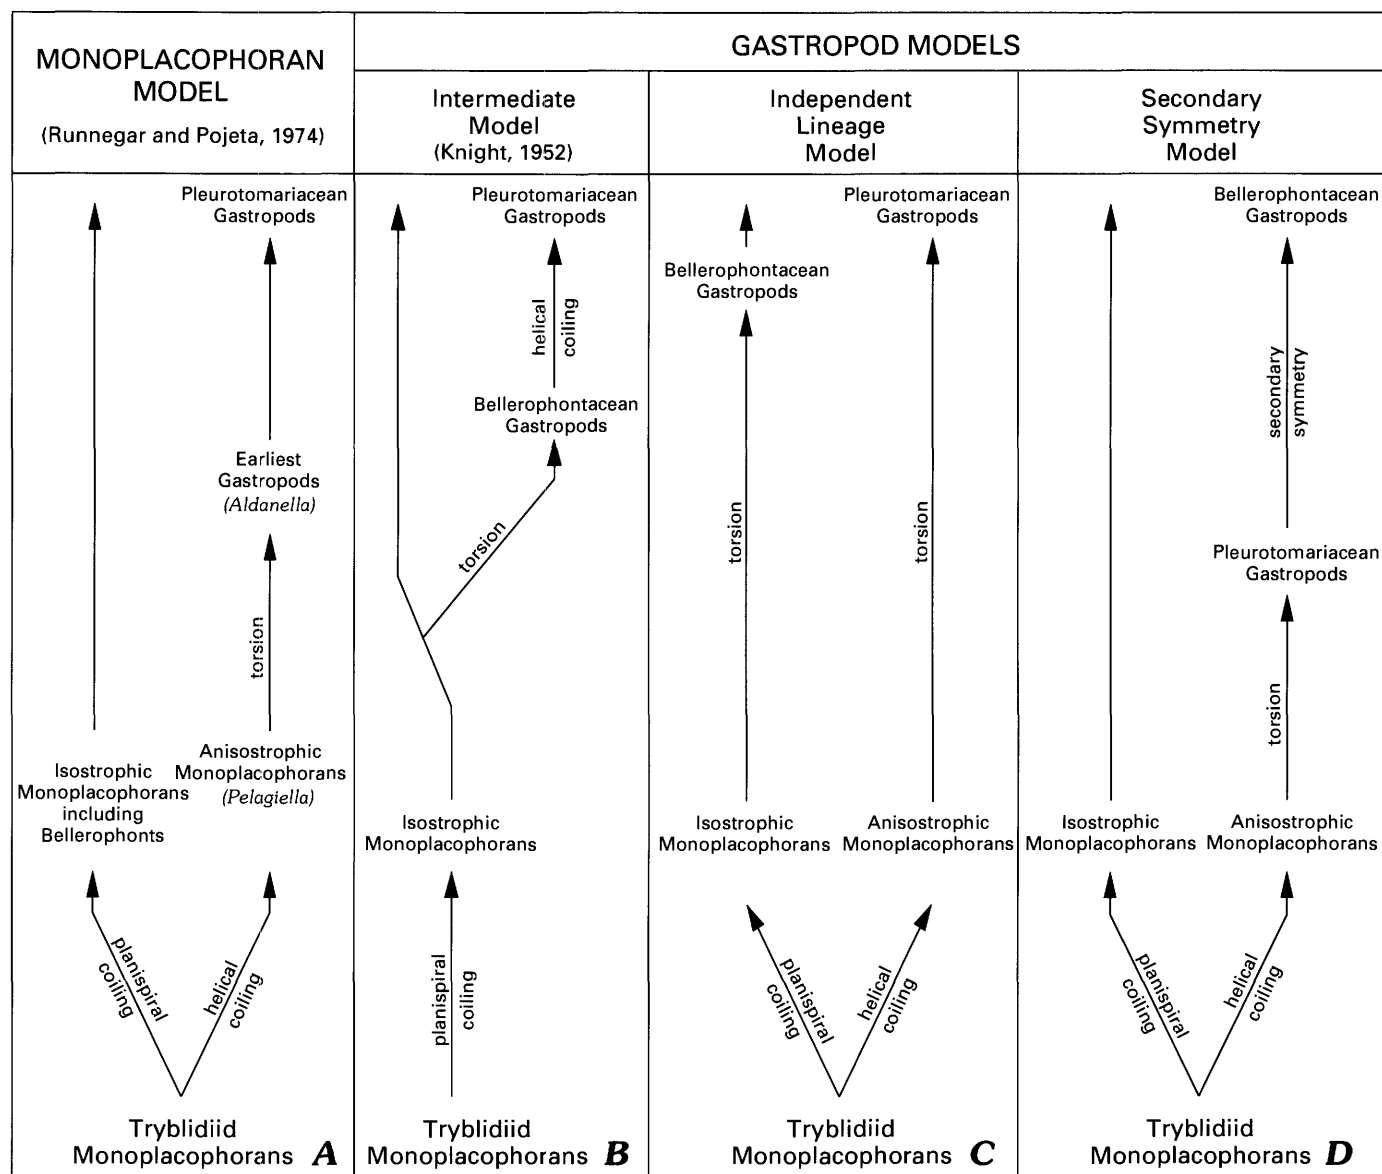 MONOPLACOPHORAN
MODEL
(Runnegar and Pojeta, 1974)
GASTROPOD MODELS
Intermediate
Model
(Knight, 1952)
Independent
Lineage
Model
Secondary
Symmetry
Model
Pleurotomariacean
Gastropods
Earliest
Gastropods
(Aldanella)
torsion
Isostrophic
Monoplacophorans
including
Bellerophonts
Anisostrophic
Monoplacophorans
(Pelagiella)
planispiral
coiling
helical
coiling
Tryblidiid
Monoplacophorans
A
Pleurotomariacean
Gastropods
helical
coiling
Bellerophontacean
Gastropods
torsion
Isostrophic
Monoplacophorans
planispiral
coiling
Tryblidiid
Monoplacophorans
B
Bellerophontacean
Gastropods
Pleurotomariacean
Gastropods
torsion
torsion
Isostrophic
Monoplacophorans
Anisostrophic
Monoplacophorans
planispiral
coiling
helical
coiling
Tryblidiid
Monoplacophorans
C
Bellerophontacean
Gastropods
secondary
symmetry
Pleurotomariacean
Gastropods
torsion
Isostrophic
Monoplacophorans
Anisostrophic
Monoplacophorans
planispiral
coiling
helical
coiling
Tryblidiid
Monoplacophorans
D